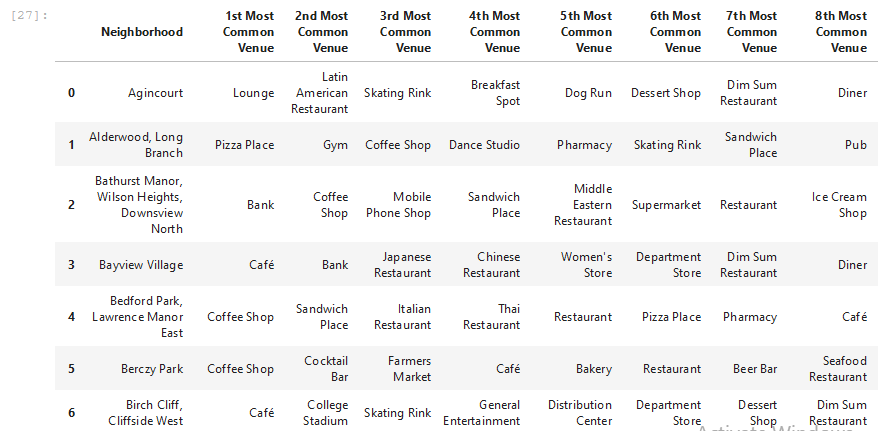 [27]:
Neighborhood 1st Most Common Venue 2nd Most Common Venue 3rd Most Common Venue 4th Most Common Venue 5th Most Common Venue 6th Most Common Venue 7th Most Common Venue 8th Most Common Venue
0 Agincourt Lounge Latin American Restaurant Skating Rink Breakfast Spot Dog Run Dessert Shop Dim Sum Restaurant Diner
1 Alderwood, Long Branch Pizza Place Gym Coffee Shop Dance Studio Pharmacy Skating Rink Sandwich Place Pub
2 Bathurst Manor, Wilson Heights, Downsview North Bank Coffee Shop Mobile Phone Shop Sandwich Place Middle Eastern Restaurant Supermarket Restaurant Ice Cream Shop
3 Bayview Village Café Bank Japanese Restaurant Chinese Restaurant Women's Store Department Store Dim Sum Restaurant Diner
4 Bedford Park, Lawrence Manor East Coffee Shop Sandwich Place Italian Restaurant Thai Restaurant Restaurant Pizza Place Pharmacy Café
5 Berczy Park Coffee Shop Cocktail Bar Farmers Market Café Bakery Restaurant Beer Bar Seafood Restaurant
6 Birch Cliff, Cliffside West Café College Stadium Skating Rink General Entertainment Distribution Center Department Store Dessert Shop Dim Sum Restaurant